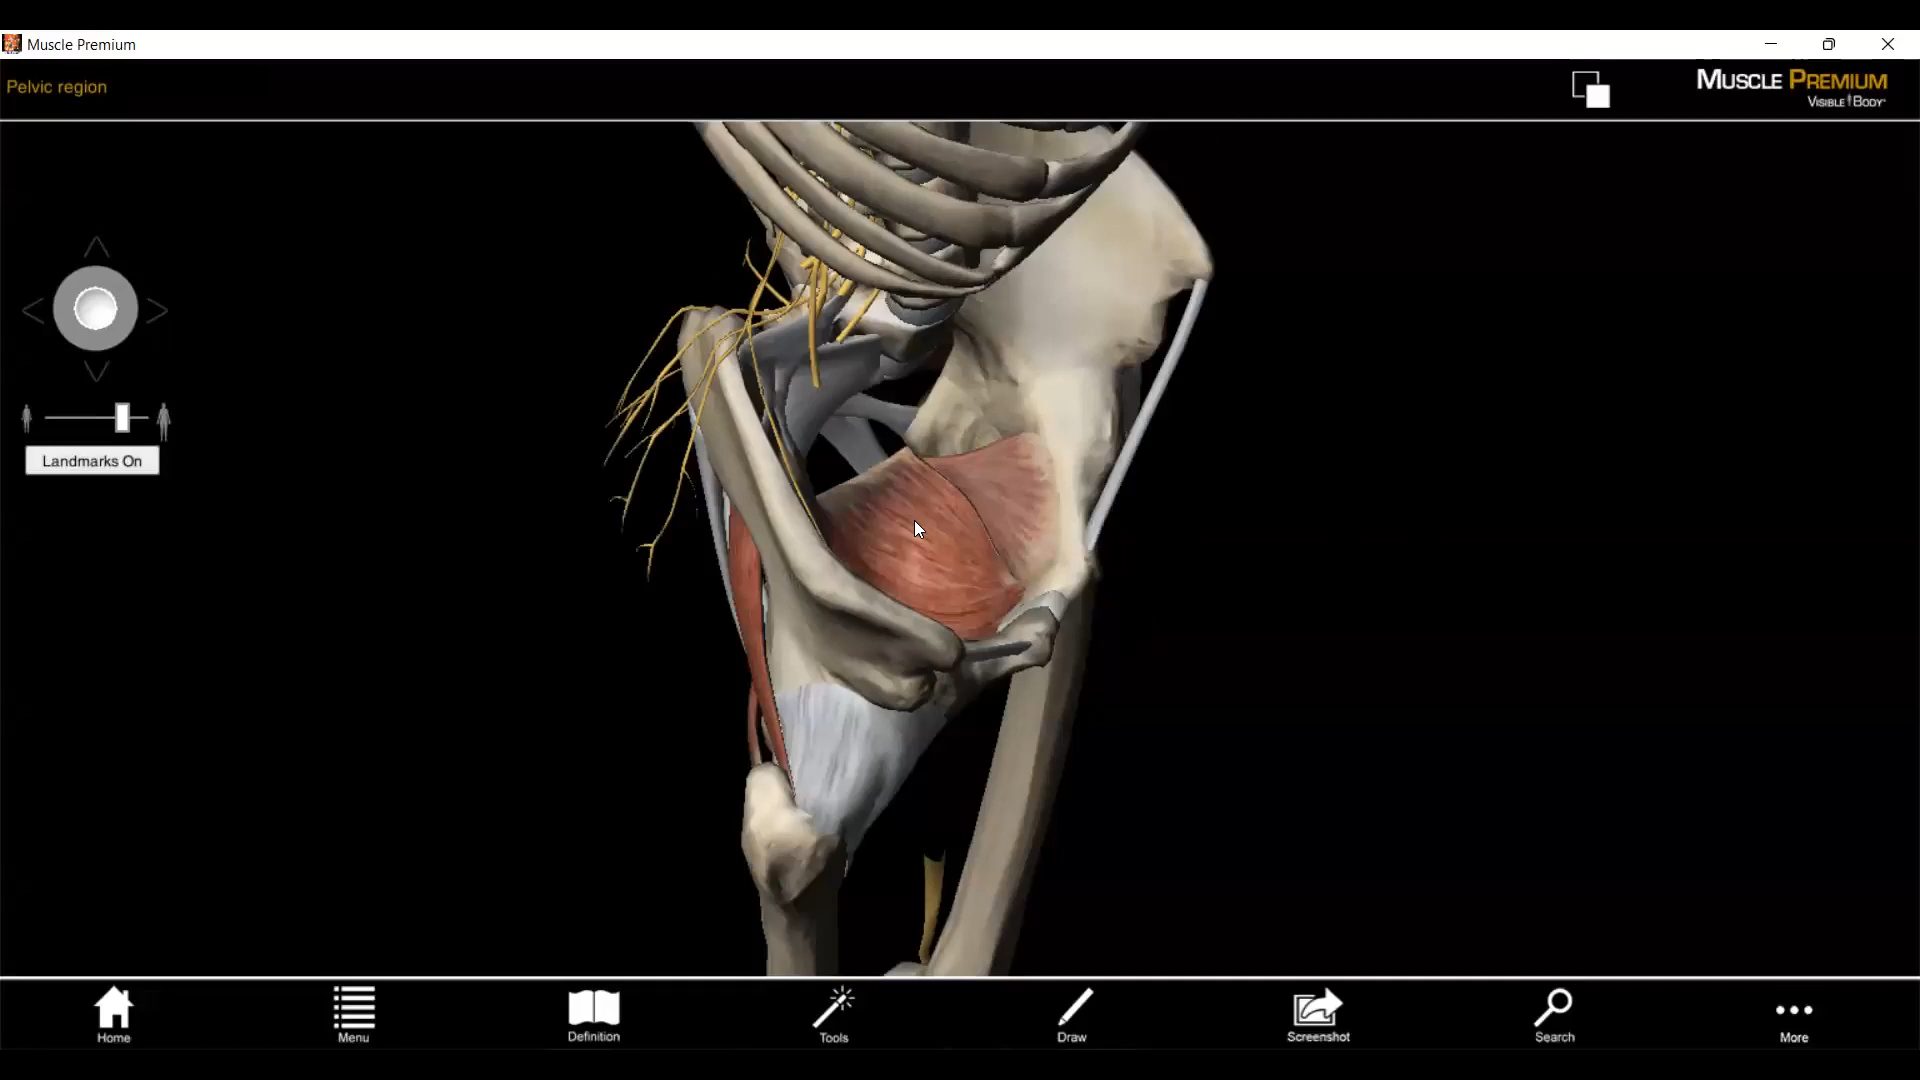 Muscle Premium
Pelvic region
MUSCLE PREMIUM
VISIBLE BODY
Landmarks On
Home
Menu
Definition
Tools
Draw
Screenshot
Search
More